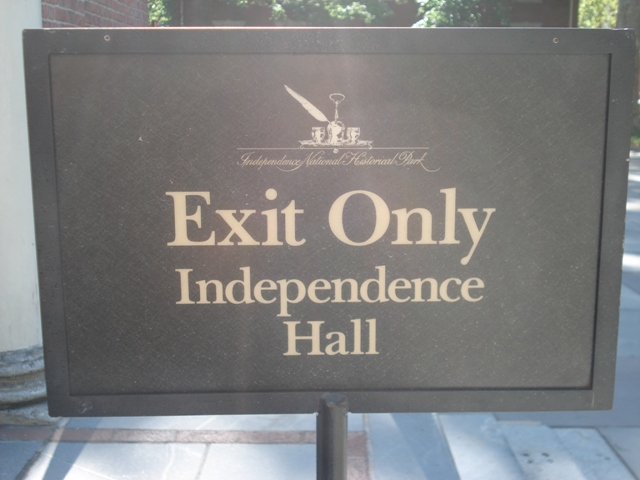 Independence National Historical Park
Exit Only
Independence
Hall